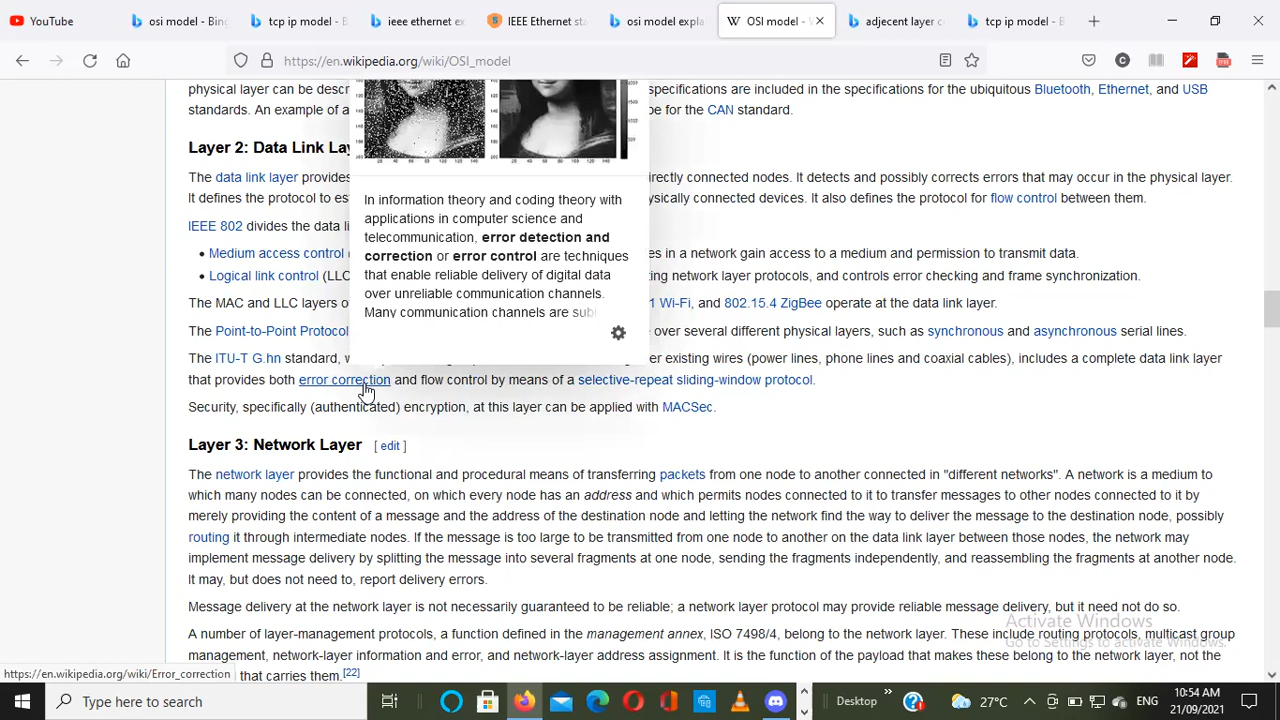 YouTube
osi model - Bing
tcp ip model - B
ieee ethernet ex
IEEE Ethernet sta
osi model expla
OSI model - W
adjecent layer c
tcp ip model - B
https://en.wikipedia.org/wiki/OSI_model
physical layer can be descr
specifications are included in the specifications for the ubiquitous Bluetooth, Ethernet, and USB
standards. An example of a
be for the CAN standard.
Layer 2: Data Link Lay
The data link layer provides
irectly connected nodes. It detects and possibly corrects errors that may occur in the physical layer.
It defines the protocol to es
ysically connected devices. It also defines the protocol for flow control between them.
IEEE 802 divides the data li
• Medium access control (
es in a network gain access to a medium and permission to transmit data.
• Logical link control (LLC
ting network layer protocols, and controls error checking and frame synchronization.
The MAC and LLC layers o
1 Wi-Fi, and 802.15.4 ZigBee operate at the data link layer.
The Point-to-Point Protocol
over several different physical layers, such as synchronous and asynchronous serial lines.
The ITU-T G.hn standard, w
er existing wires (power lines, phone lines and coaxial cables), includes a complete data link layer
that provides both error correction and flow control by means of a selective-repeat sliding-window protocol.
Security, specifically (authenticated) encryption, at this layer can be applied with MACSec.
In information theory and coding theory with
applications in computer science and
telecommunication, error detection and
correction or error control are techniques
that enable reliable delivery of digital data
over unreliable communication channels.
Many communication channels are subj
Layer 3: Network Layer [ edit ]
The network layer provides the functional and procedural means of transferring packets from one node to another connected in "different networks". A network is a medium to
which many nodes can be connected, on which every node has an address and which permits nodes connected to it to transfer messages to other nodes connected to it by
merely providing the content of a message and the address of the destination node and letting the network find the way to deliver the message to the destination node, possibly
routing it through intermediate nodes. If the message is too large to be transmitted from one node to another on the data link layer between those nodes, the network may
implement message delivery by splitting the message into several fragments at one node, sending the fragments independently, and reassembling the fragments at another node.
It may, but does not need to, report delivery errors.
Message delivery at the network layer is not necessarily guaranteed to be reliable; a network layer protocol may provide reliable message delivery, but it need not do so.
A number of layer-management protocols, a function defined in the management annex, ISO 7498/4, belong to the network layer. These include routing protocols, multicast group
management, network-layer information and error, and network-layer address assignment. It is the function of the payload that makes these belong to the network layer, not the
that carries them.[22]
Activate Windows
Go to Settings to activate Windows.
https://en.wikipedia.org/wiki/Error_correction
Type here to search
Desktop
27°C
ENG
10:54 AM
21/09/2021